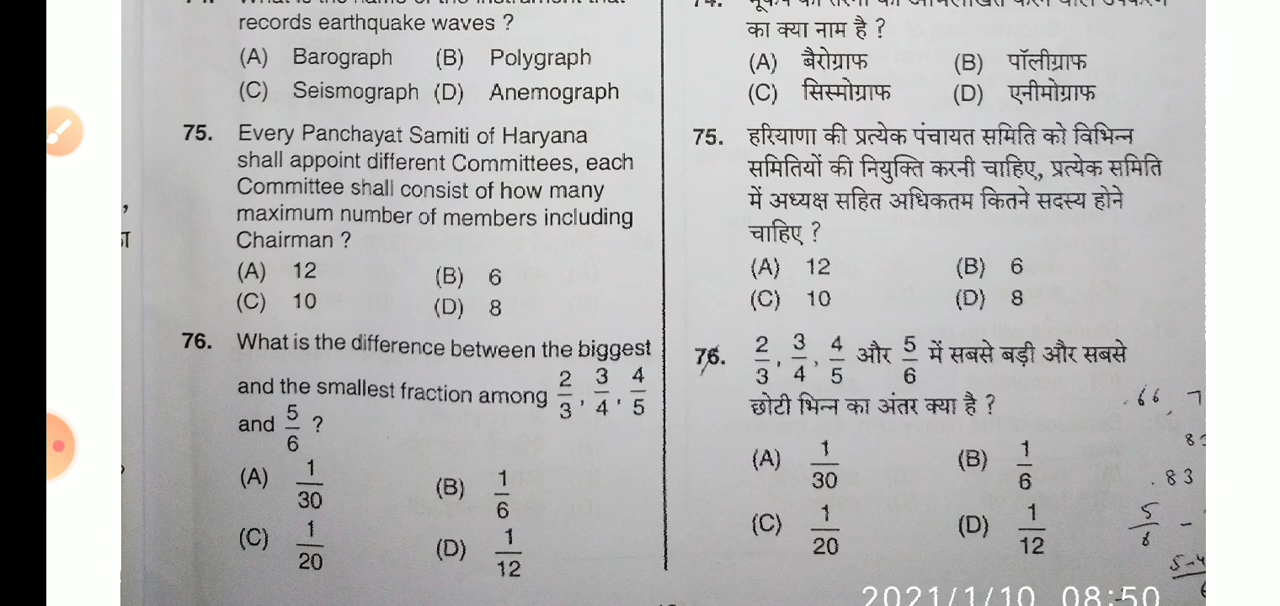 records earthquake waves ?
(A) Barograph (B) Polygraph
(C) Seismograph (D) Anemograph
75. Every Panchayat Samiti of Haryana
shall appoint different Committees, each
Committee shall consist of how many
maximum number of members including
Chairman ?
(A) 12 (B) 6
(C) 10 (D) 8
76. What is the difference between the biggest
and the smallest fraction among 2/3, 3/4, 4/5
and 5/6 ?
(A) 1/30 (B) 1/6
(C) 1/20 (D) 1/12
का क्या नाम है ?
(A) बैरोग्राफ (B) पॉलीग्राफ
(C) सिस्मोग्राफ (D) एनीमोग्राफ
75. हरियाणा की प्रत्येक पंचायत समिति को विभिन्न
समितियों की नियुक्ति करनी चाहिए, प्रत्येक समिति
में अध्यक्ष सहित अधिकतम कितने सदस्य होने
चाहिए ?
(A) 12 (B) 6
(C) 10 (D) 8
76. 2/3, 3/4, 4/5 और 5/6 में सबसे बड़ी और सबसे
छोटी भिन्न का अंतर क्या है ?
(A) 1/30 (B) 1/6
(C) 1/20 (D) 1/12
.66, 7
.83
5/6 -
2021/1/10 08:50